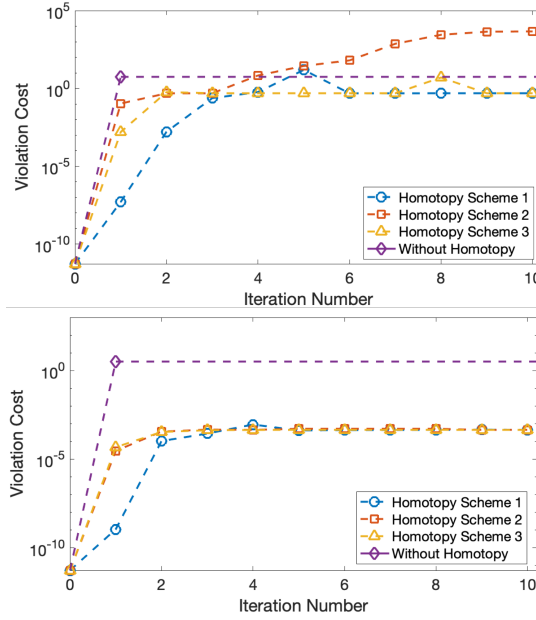 10^5
10^0
10^-5
10^-10
Violation Cost
Homotopy Scheme 1
Homotopy Scheme 2
Homotopy Scheme 3
Without Homotopy
0 2 4 6 8 10
Iteration Number
10^0
10^-5
10^-10
Violation Cost
Homotopy Scheme 1
Homotopy Scheme 2
Homotopy Scheme 3
Without Homotopy
0 2 4 6 8 10
Iteration Number